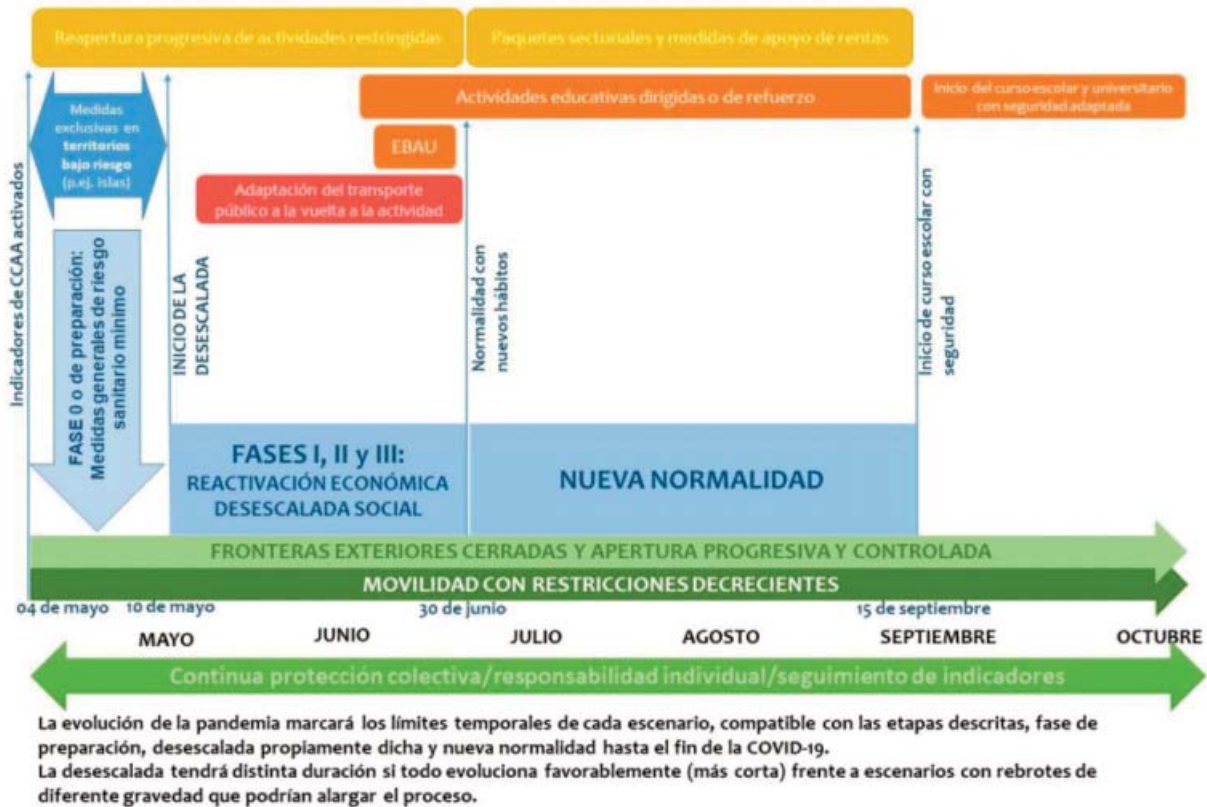 Reapertura progresiva de actividades restringidas
Paquetes sectoriales y medidas de apoyo de rentas
Actividades educativas dirigidas o de refuerzo
Inicio del curso escolar y universitario
con seguridad adaptada
Medidas
exclusivas en
territorios
bajo riesgo
(p.ej. islas)
EBAU
Adaptación del transporte
público a la vuelta a la actividad
Indicadores de CCAA activados
FASE 0 o de preparación:
Medidas generales de riesgo
sanitario mínimo
INICIO DE LA
DESESCALADA
Normalidad con
nuevos hábitos
Inicio de curso escolar con
seguridad
FASES I, II y III:
REACTIVACIÓN ECONÓMICA
DESESCALADA SOCIAL
NUEVA NORMALIDAD
FRONTERAS EXTERIORES CERRADAS Y APERTURA PROGRESIVA Y CONTROLADA
MOVILIDAD CON RESTRICCIONES DECRECIENTES
04 de mayo
10 de mayo
30 de junio
15 de septiembre
MAYO
JUNIO
JULIO
AGOSTO
SEPTIEMBRE
OCTUBRE
Continua protección colectiva/responsabilidad individual/seguimiento de indicadores
La evolución de la pandemia marcará los límites temporales de cada escenario, compatible con las etapas descritas, fase de
preparación, desescalada propiamente dicha y nueva normalidad hasta el fin de la COVID-19.
La desescalada tendrá distinta duración si todo evoluciona favorablemente (más corta) frente a escenarios con rebrotes de
diferente gravedad que podrían alargar el proceso.